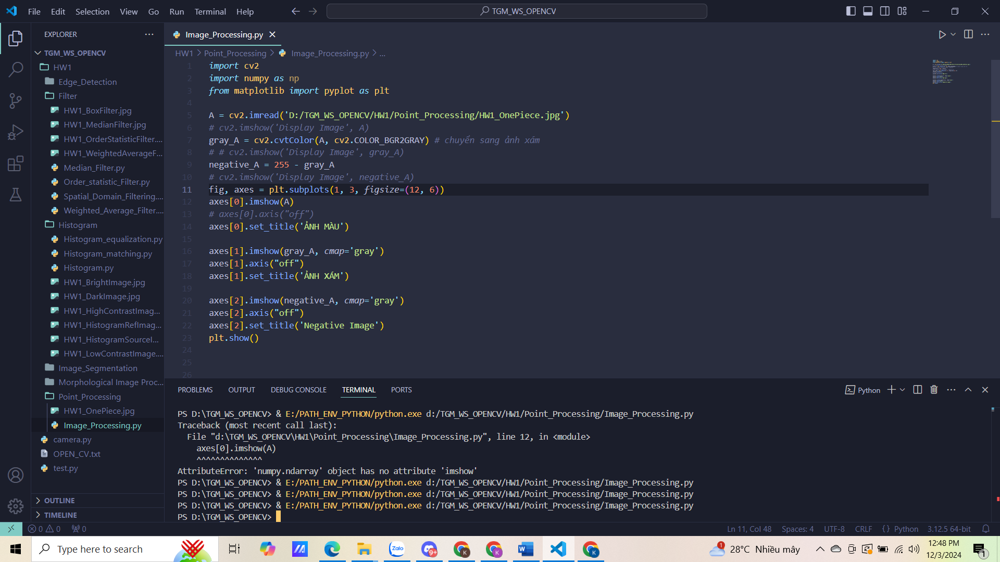 File Edit Selection View Go Run Terminal Help
TGM_WS_OPENCV
EXPLORER
TGM_WS_OPENCV
HW1
Edge_Detection
Filter
HW1_BoxFilter.jpg
HW1_MedianFilter.jpg
HW1_OrderStatisticFilter....
HW1_WeightedAverageF...
Median_Filter.py
Order_statistic_Filter.py
Spatial_Domain_Filtering....
Weighted_Average_Filter....
Histogram
Histogram_equalization.py
Histogram_matching.py
Histogram.py
HW1_BrightImage.jpg
HW1_DarkImage.jpg
HW1_HighContrastImag...
HW1_HistogramRefImag...
HW1_HistogramSourceI...
HW1_LowContrastImage....
Image_Segmentation
Morphological Image Proc...
Point_Processing
HW1_OnePiece.jpg
Image_Processing.py
camera.py
OPEN_CV.txt
test.py
OUTLINE
TIMELINE
Image_Processing.py
HW1 > Point_Processing > Image_Processing.py > ...
1 import cv2
2 import numpy as np
3 from matplotlib import pyplot as plt
4
5 A = cv2.imread('D:/TGM_WS_OPENCV/HW1/Point_Processing/HW1_OnePiece.jpg')
6 # cv2.imshow('Display Image', A)
7 gray_A = cv2.cvtColor(A, cv2.COLOR_BGR2GRAY) # chuyển sang ảnh xám
8 # # cv2.imshow('Display Image', gray_A)
9 negative_A = 255 - gray_A
10 # cv2.imshow('Display Image', negative_A)
11 fig, axes = plt.subplots(1, 3, figsize=(12, 6))
12 axes[0].imshow(A)
13 # axes[0].axis("off")
14 axes[0].set_title('ẢNH MÀU')
15
16 axes[1].imshow(gray_A, cmap='gray')
17 axes[1].axis("off")
18 axes[1].set_title('ẢNH XÁM')
19
20 axes[2].imshow(negative_A, cmap='gray')
21 axes[2].axis("off")
22 axes[2].set_title('Negative Image')
23 plt.show()
24
25
26
PROBLEMS OUTPUT DEBUG CONSOLE TERMINAL PORTS
Python
PS D:\TGM_WS_OPENCV> & E:/PATH_ENV_PYTHON/python.exe d:/TGM_WS_OPENCV/HW1/Point_Processing/Image_Processing.py
Traceback (most recent call last):
File "d:\TGM_WS_OPENCV\HW1\Point_Processing\Image_Processing.py", line 12, in <module>
axes[0].imshow(A)
^^^^^^^^^^^^^^
AttributeError: 'numpy.ndarray' object has no attribute 'imshow'
PS D:\TGM_WS_OPENCV> & E:/PATH_ENV_PYTHON/python.exe d:/TGM_WS_OPENCV/HW1/Point_Processing/Image_Processing.py
PS D:\TGM_WS_OPENCV> & E:/PATH_ENV_PYTHON/python.exe d:/TGM_WS_OPENCV/HW1/Point_Processing/Image_Processing.py
PS D:\TGM_WS_OPENCV> & E:/PATH_ENV_PYTHON/python.exe d:/TGM_WS_OPENCV/HW1/Point_Processing/Image_Processing.py
PS D:\TGM_WS_OPENCV>
0 0 0
Ln 11, Col 48 Spaces: 4 UTF-8 CRLF {} Python 3.12.5 64-bit
Type here to search
Zalo
9+
K
K
K
1
28°C Nhiều mây
12:48 PM
12/3/2024
1